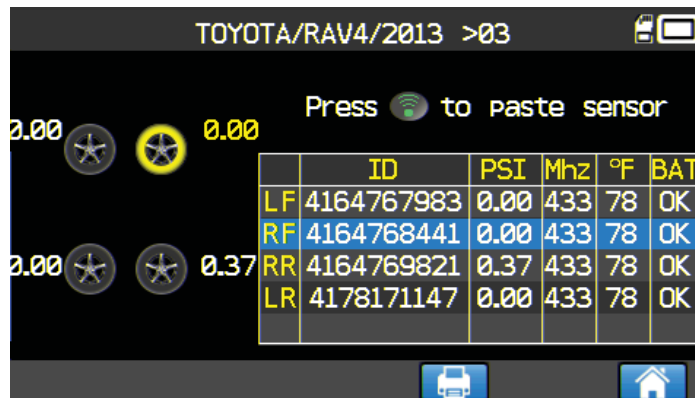 TOYOTA/RAV4/2013 >03
Press to paste sensor
0.00 0.00
0.00 0.37
ID PSI Mhz °F BAT
LF 4164767983 0.00 433 78 OK
RF 4164768441 0.00 433 78 OK
RR 4164769821 0.37 433 78 OK
LR 4178171147 0.00 433 78 OK